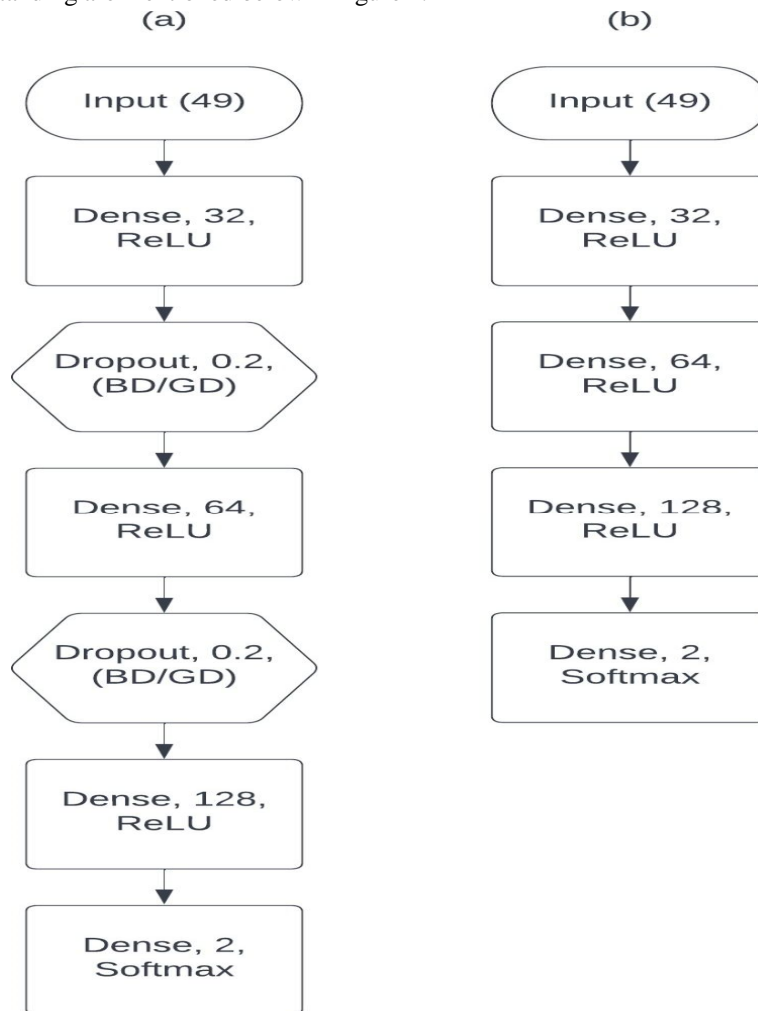 (a)
Input (49)
Dense, 32,
ReLU
Dropout, 0.2,
(BD/GD)
Dense, 64,
ReLU
Dropout, 0.2,
(BD/GD)
Dense, 128,
ReLU
Dense, 2,
Softmax
(b)
Input (49)
Dense, 32,
ReLU
Dense, 64,
ReLU
Dense, 128,
ReLU
Dense, 2,
Softmax